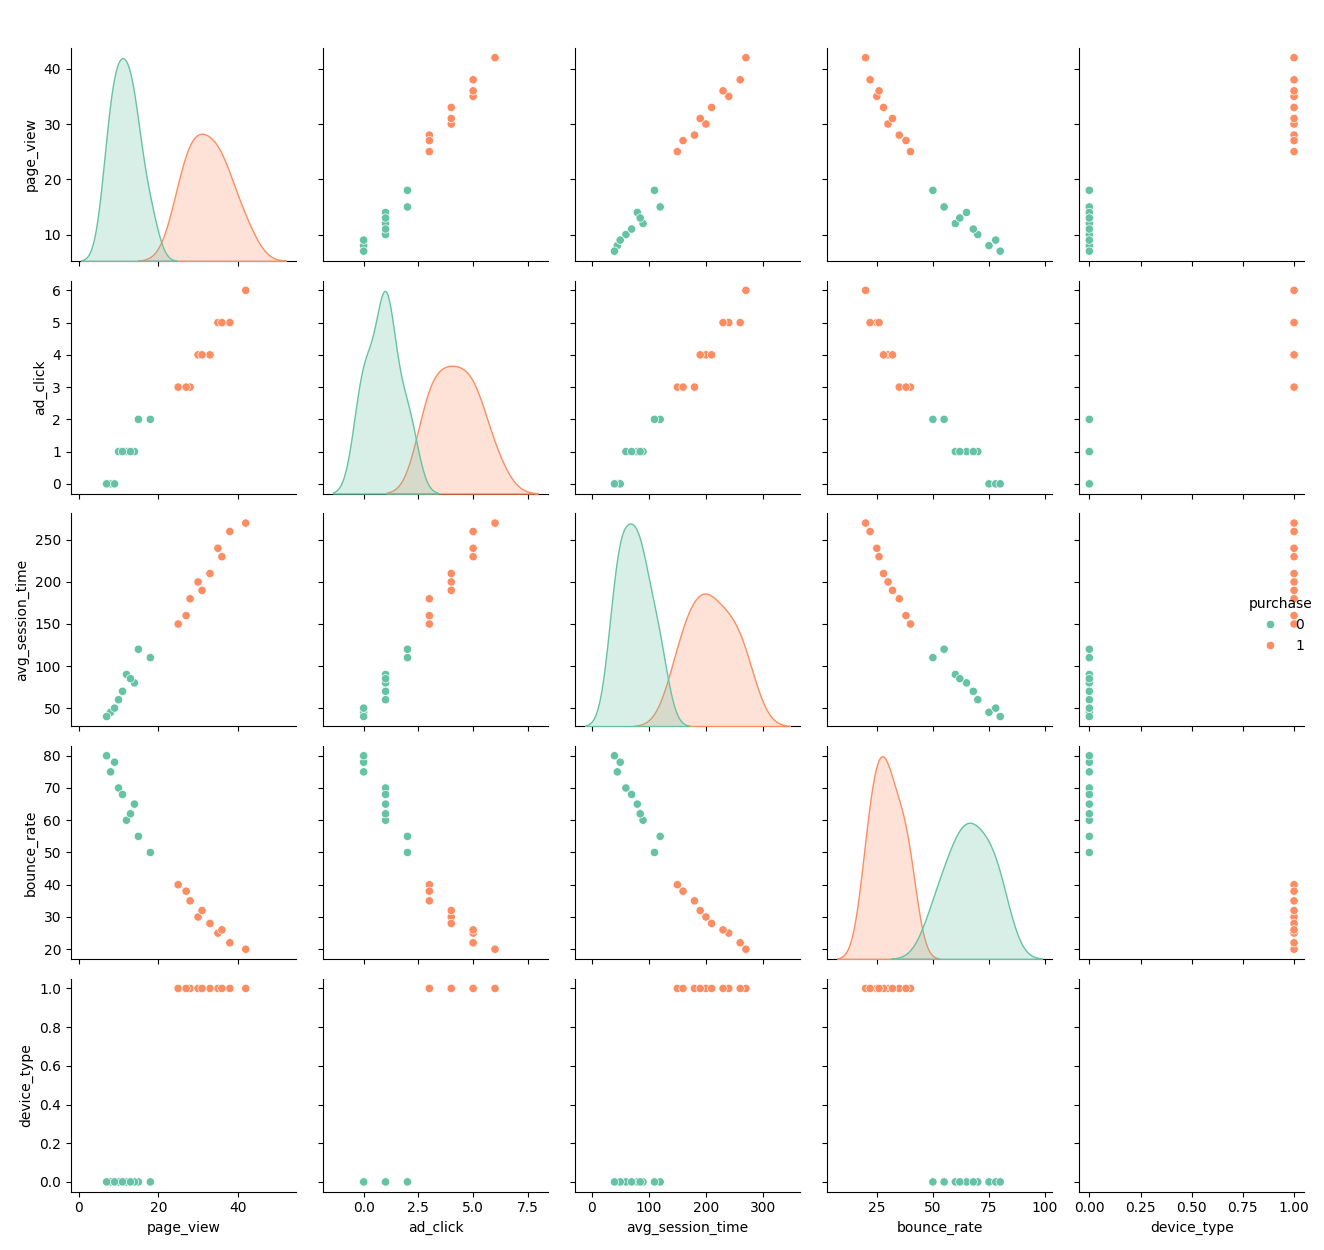 page_view
40
30
20
10
ad_click
6
5
4
3
2
1
0
avg_session_time
250
200
150
100
50
purchase
0
1
bounce_rate
80
70
60
50
40
30
20
device_type
1.0
0.8
0.6
0.4
0.2
0.0
0 20 40
0.0 2.5 5.0 7.5
0 100 200 300
25 50 75 100
0.00 0.25 0.50 0.75 1.00
page_view ad_click avg_session_time bounce_rate device_type